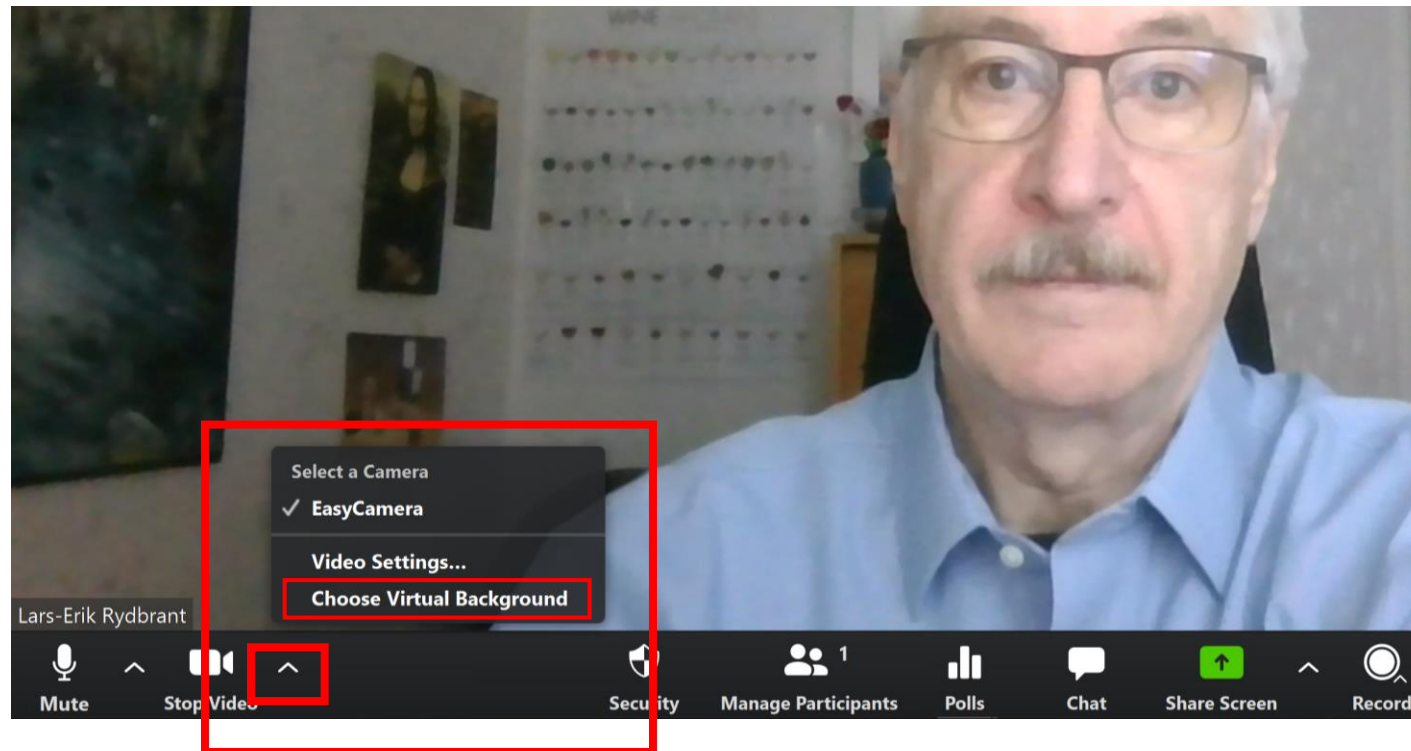 WINE
Select a Camera
✓ EasyCamera
Video Settings...
Choose Virtual Background
Lars-Erik Rydbrant
1
Mute
Stop Video
Security
Manage Participants
Polls
Chat
Share Screen
Record